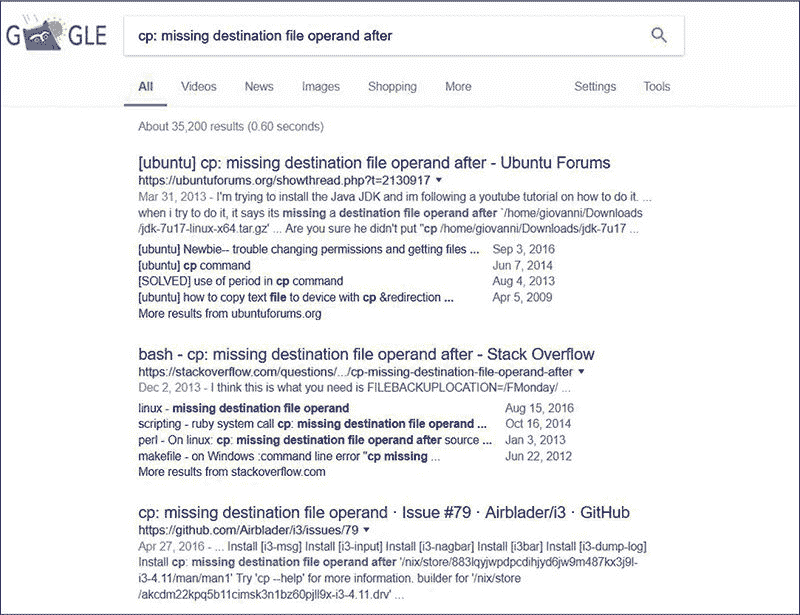 G GLE
cp: missing destination file operand after
All Videos News Images Shopping More Settings Tools
About 35,200 results (0.60 seconds)
[ubuntu] cp: missing destination file operand after - Ubuntu Forums
https://ubuntuforums.org/showthread.php?t=2130917 ▼
Mar 31, 2013 - I'm trying to install the Java JDK and im following a youtube tutorial on how to do it. ...
when i try to do it, it says its missing a destination file operand after `/home/giovanni/Downloads
/jdk-7u17-linux-x64.tar.gz' ... Are you sure he didn't put "cp /home/giovanni/Downloads/jdk-7u17 ...
[ubuntu] Newbie-- trouble changing permissions and getting files ... Sep 3, 2016
[ubuntu] cp command Jun 7, 2014
[SOLVED] use of period in cp command Aug 4, 2013
[ubuntu] how to copy text file to device with cp &redirection ... Apr 5, 2009
More results from ubuntuforums.org
bash - cp: missing destination file operand after - Stack Overflow
https://stackoverflow.com/questions/.../cp-missing-destination-file-operand-after ▼
Dec 2, 2013 - I think this is what you need is FILEBACKUPLOCATION=/FMonday/ ...
linux - missing destination file operand Aug 15, 2016
scripting - ruby system call cp: missing destination file operand ... Oct 16, 2014
perl - On linux: cp: missing destination file operand after source ... Jan 3, 2013
makefile - on Windows :command line error "cp missing ... Jun 22, 2012
More results from stackoverflow.com
cp: missing destination file operand · Issue #79 · Airblader/i3 · GitHub
https://github.com/Airblader/i3/issues/79 ▼
Apr 27, 2016 - ... Install [i3-msg] Install [i3-input] Install [i3-nagbar] Install [i3bar] Install [i3-dump-log]
Install cp: missing destination file operand after '/nix/store/883lqyjwpdpcdihjyd6jw9m487kx3j9l-
i3-4.11/man/man1' Try 'cp --help' for more information. builder for '/nix/store
/akcdm22kpq5b11cimsk3n1bz60pjll9x-i3-4.11.drv' ...